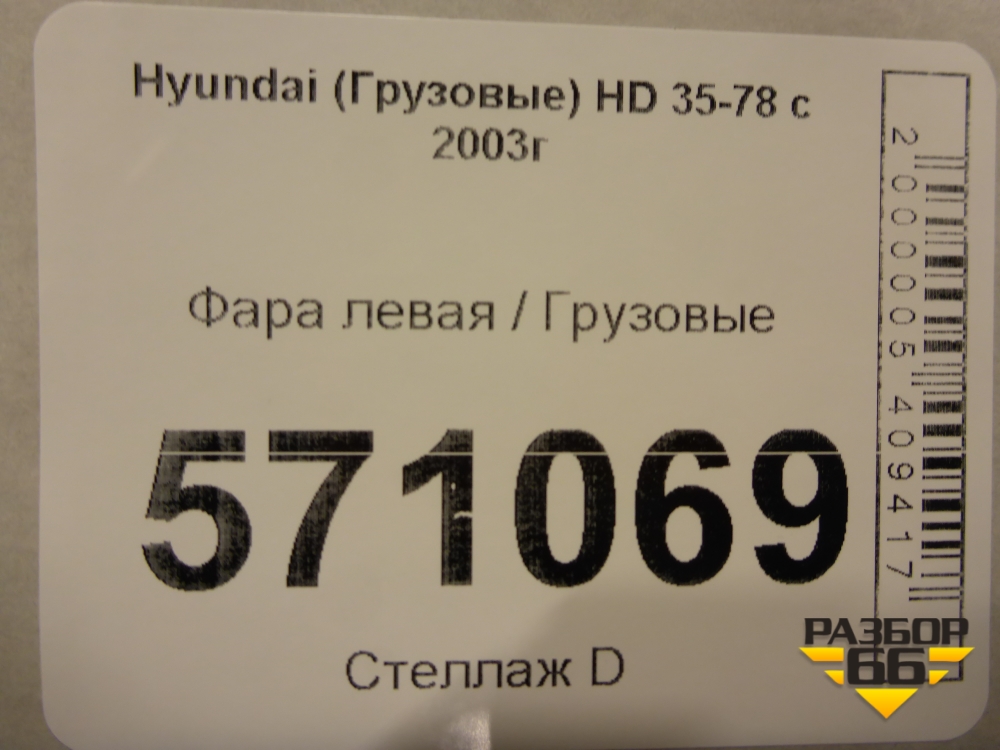 Hyundai (Грузовые) HD 35-78 с
2003г
Фара левая / Грузовые
571069
Стеллаж D
2000005409417
РАЗБОР
66